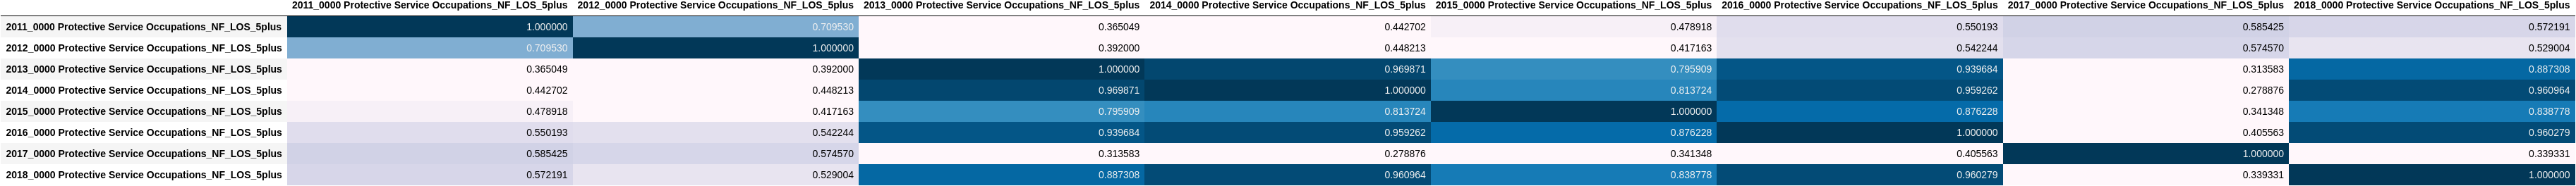 2011_0000 Protective Service Occupations_NF_LOS_5plus 2012_0000 Protective Service Occupations_NF_LOS_5plus 2013_0000 Protective Service Occupations_NF_LOS_5plus 2014_0000 Protective Service Occupations_NF_LOS_5plus 2015_0000 Protective Service Occupations_NF_LOS_5plus 2016_0000 Protective Service Occupations_NF_LOS_5plus 2017_0000 Protective Service Occupations_NF_LOS_5plus 2018_0000 Protective Service Occupations_NF_LOS_5plus
2011_0000 Protective Service Occupations_NF_LOS_5plus 1.000000 0.709530 0.365049 0.442702 0.478918 0.550193 0.585425 0.572191
2012_0000 Protective Service Occupations_NF_LOS_5plus 0.709530 1.000000 0.392000 0.448213 0.417163 0.542244 0.574570 0.529004
2013_0000 Protective Service Occupations_NF_LOS_5plus 0.365049 0.392000 1.000000 0.969871 0.795909 0.939684 0.313583 0.887308
2014_0000 Protective Service Occupations_NF_LOS_5plus 0.442702 0.448213 0.969871 1.000000 0.813724 0.959262 0.278876 0.960964
2015_0000 Protective Service Occupations_NF_LOS_5plus 0.478918 0.417163 0.795909 0.813724 1.000000 0.876228 0.341348 0.838778
2016_0000 Protective Service Occupations_NF_LOS_5plus 0.550193 0.542244 0.939684 0.959262 0.876228 1.000000 0.405563 0.960279
2017_0000 Protective Service Occupations_NF_LOS_5plus 0.585425 0.574570 0.313583 0.278876 0.341348 0.405563 1.000000 0.339331
2018_0000 Protective Service Occupations_NF_LOS_5plus 0.572191 0.529004 0.887308 0.960964 0.838778 0.960279 0.339331 1.000000